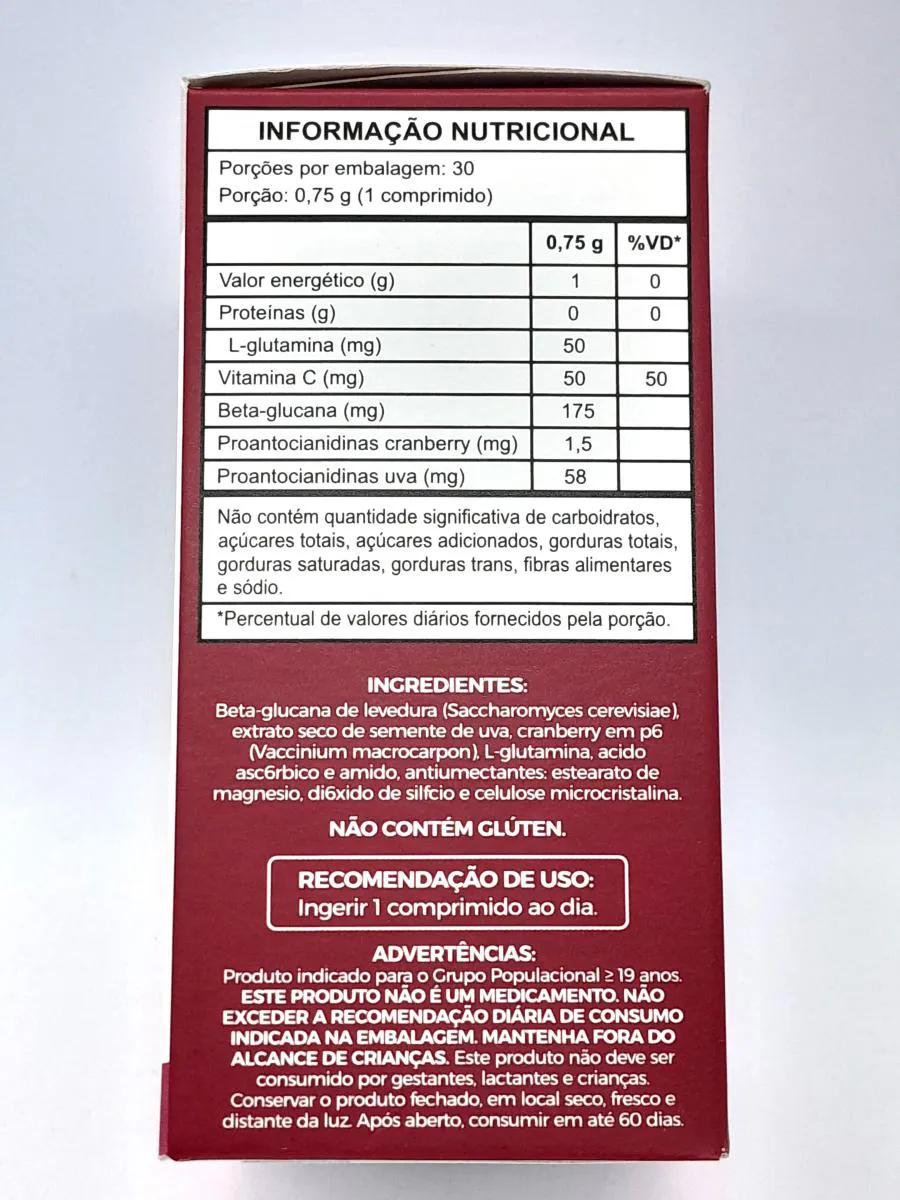 INFORMAÇÃO NUTRICIONAL
Porções por embalagem: 30
Porção: 0,75 g (1 comprimido)
0,75 g %VD*
Valor energético (g) 1 0
Proteínas (g) 0 0
L-glutamina (mg) 50
Vitamina C (mg) 50 50
Beta-glucana (mg) 175
Proantocianidinas cranberry (mg) 1,5
Proantocianidinas uva (mg) 58
Não contém quantidade significativa de carboidratos,
açúcares totais, açúcares adicionados, gorduras totais,
gorduras saturadas, gorduras trans, fibras alimentares
e sódio.
*Percentual de valores diários fornecidos pela porção.
INGREDIENTES:
Beta-glucana de levedura (Saccharomyces cerevisiae),
extrato seco de semente de uva, cranberry em p6
(Vaccinium macrocarpon), L-glutamina, acido
asc6rbico e amido, antiumectantes: estearato de
magnesio, di6xido de silfcio e celulose microcristalina.
NÃO CONTÉM GLÚTEN.
RECOMENDAÇÃO DE USO:
Ingerir 1 comprimido ao dia.
ADVERTÊNCIAS:
Produto indicado para o Grupo Populacional ≥ 19 anos.
ESTE PRODUTO NÃO É UM MEDICAMENTO. NÃO
EXCEDER A RECOMENDAÇÃO DIÁRIA DE CONSUMO
INDICADA NA EMBALAGEM. MANTENHA FORA DO
ALCANCE DE CRIANÇAS. Este produto não deve ser
consumido por gestantes, lactantes e crianças.
Conservar o produto fechado, em local seco, fresco e
distante da luz. Após aberto, consumir em até 60 dias.